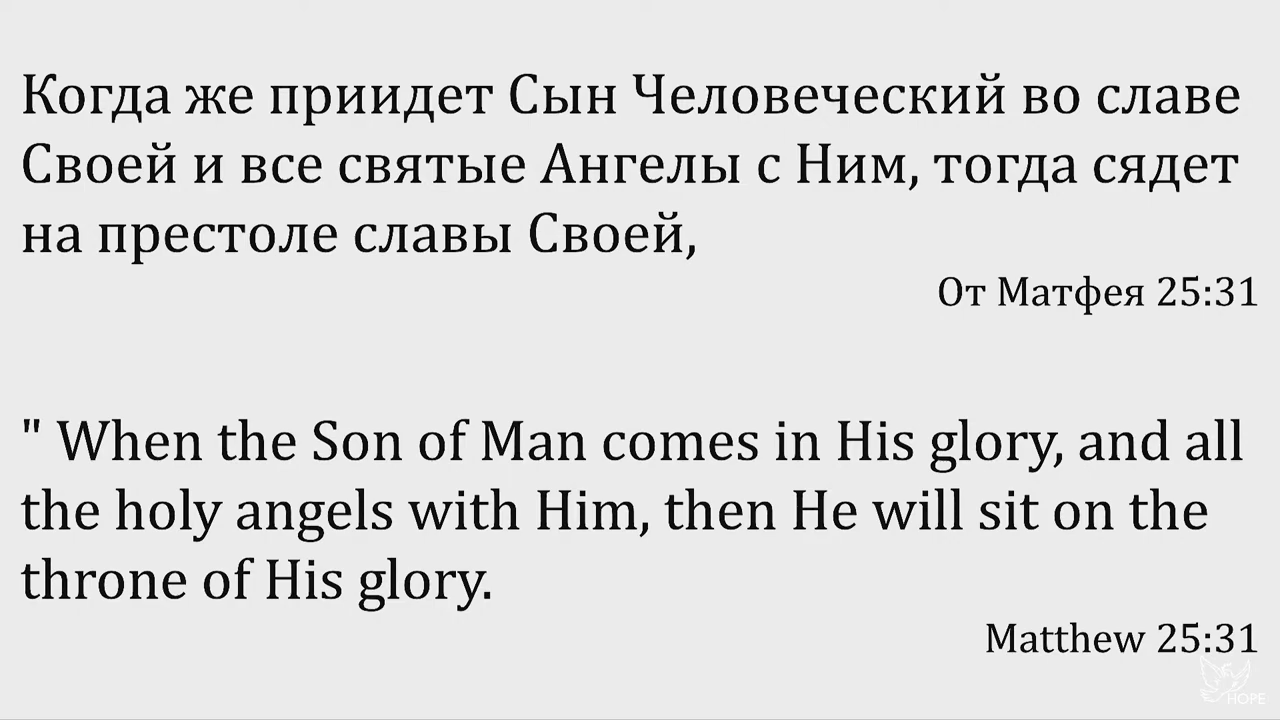 Когда же приидет Сын Человеческий во славе
Своей и все святые Ангелы с Ним, тогда сядет
на престоле славы Своей,
От Матфея 25:31
" When the Son of Man comes in His glory, and all
the holy angels with Him, then He will sit on the
throne of His glory.
Matthew 25:31
HOPE